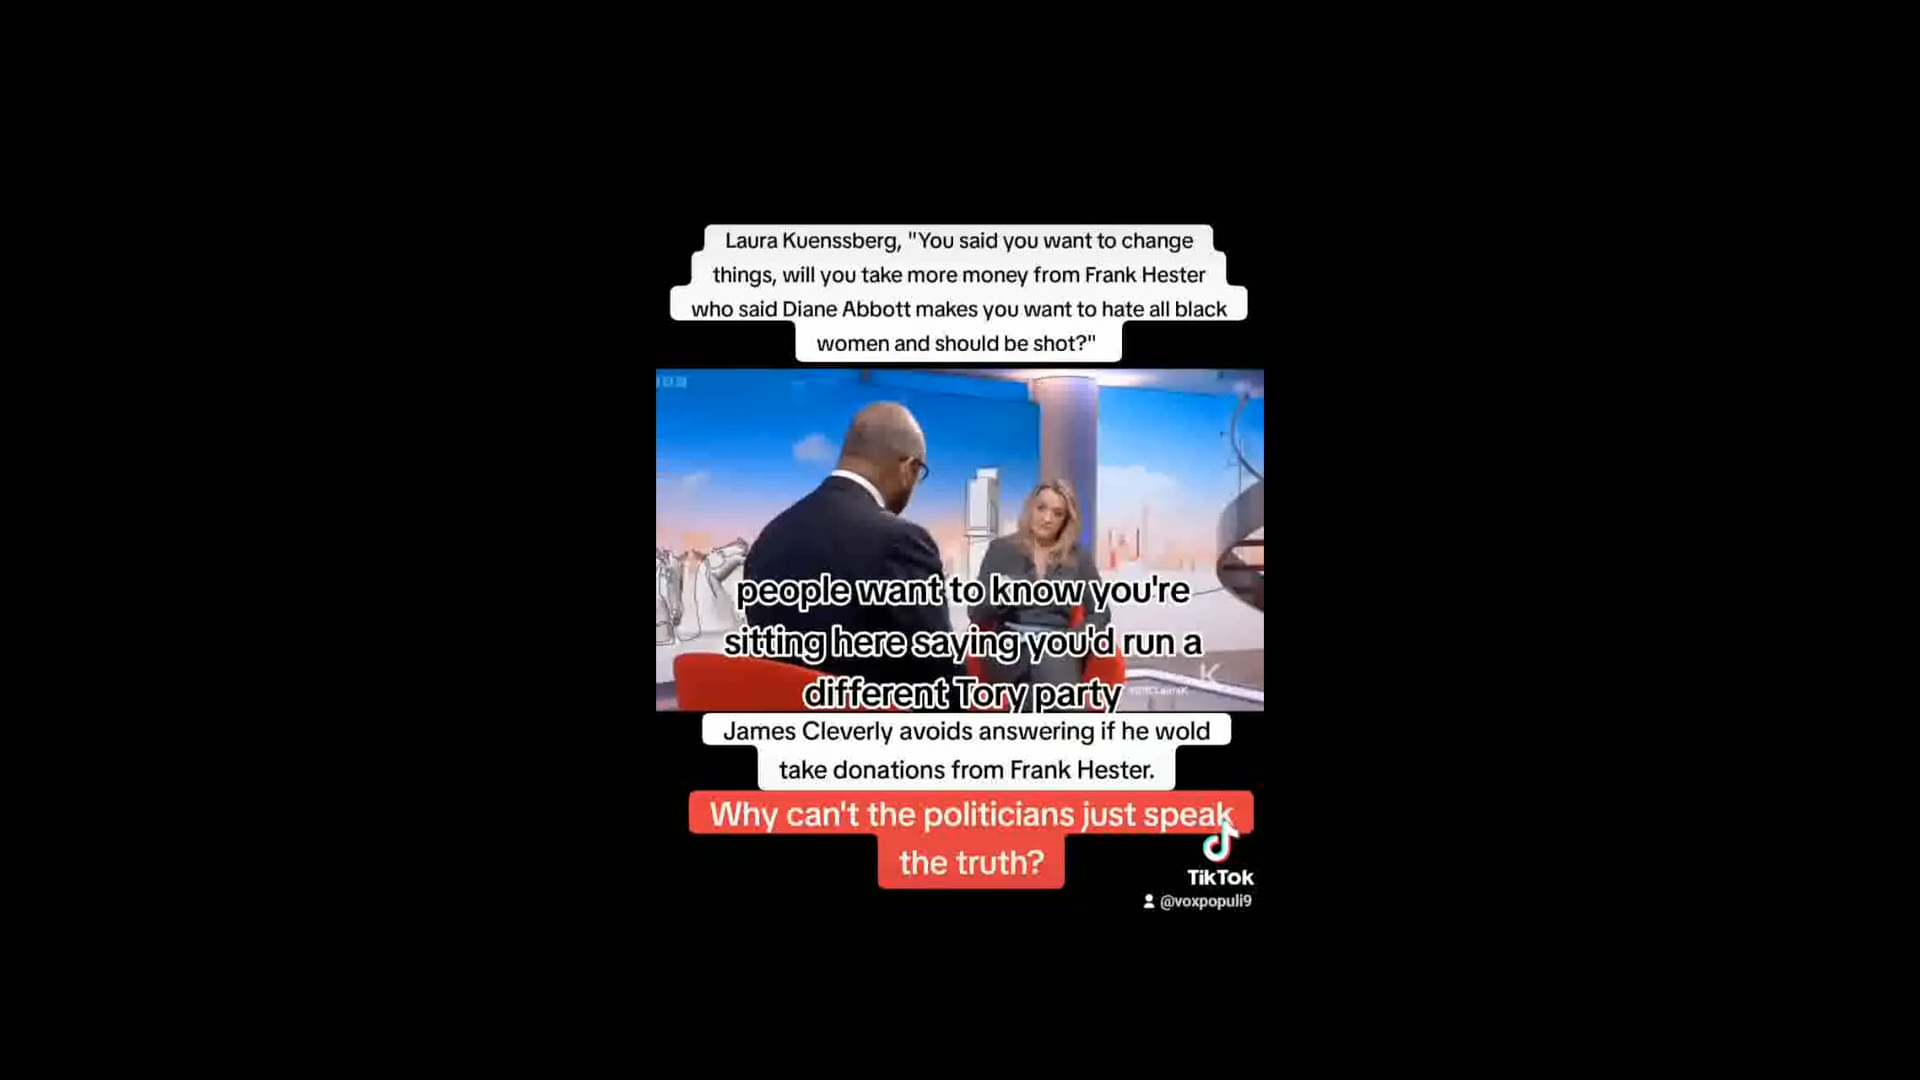 Laura Kuenssberg, "You said you want to change
things, will you take more money from Frank Hester
who said Diane Abbott makes you want to hate all black
women and should be shot?"
people want to know you're
sitting here saying you'd run a
different Tory party
K
James Cleverly avoids answering if he wold
take donations from Frank Hester.
Why can't the politicians just speak
the truth?
TikTok
@voxpopuli9